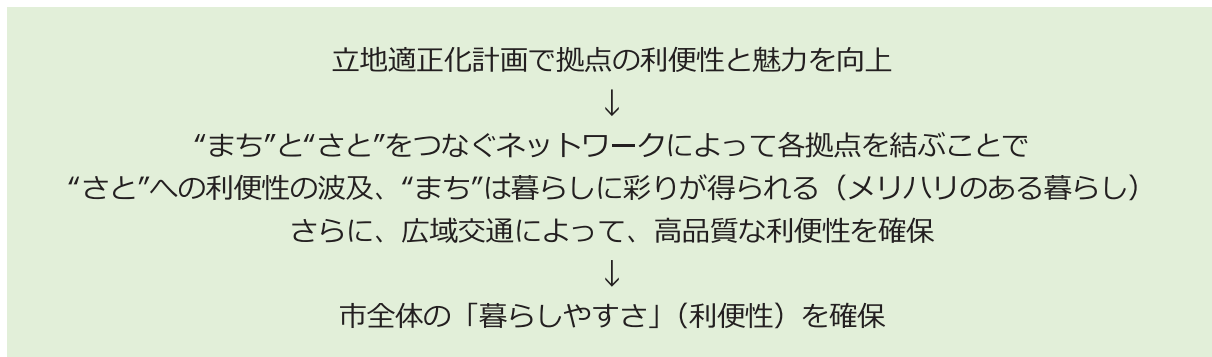 立地適正化計画で拠点の利便性と魅力を向上
↓
“まち”と“さと”をつなぐネットワークによって各拠点を結ぶことで
“さと”への利便性の波及、“まち”は暮らしに彩りが得られる（メリハリのある暮らし）
さらに、広域交通によって、高品質な利便性を確保
↓
市全体の「暮らしやすさ」（利便性）を確保